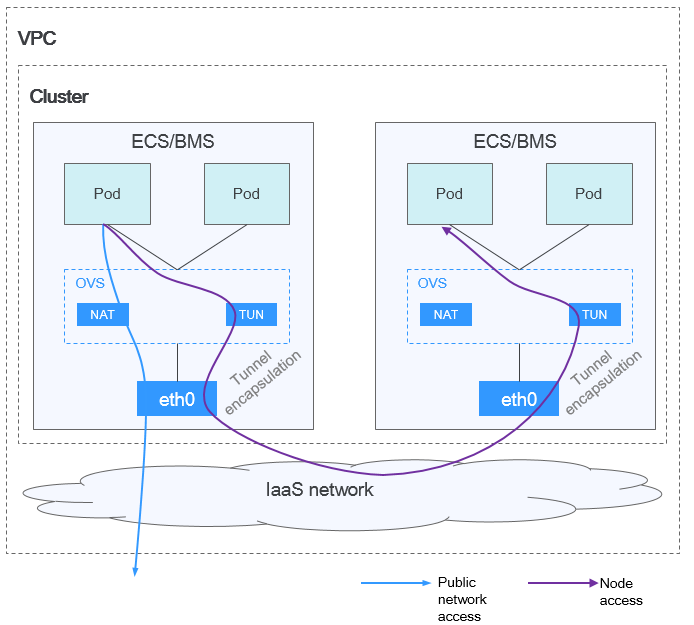 VPC
Cluster
ECS/BMS
Pod
Pod
OVS
NAT
TUN
Tunnel
encapsulation
eth0
ECS/BMS
Pod
Pod
OVS
NAT
TUN
Tunnel
encapsulation
eth0
IaaS network
Public
network
access
Node
access